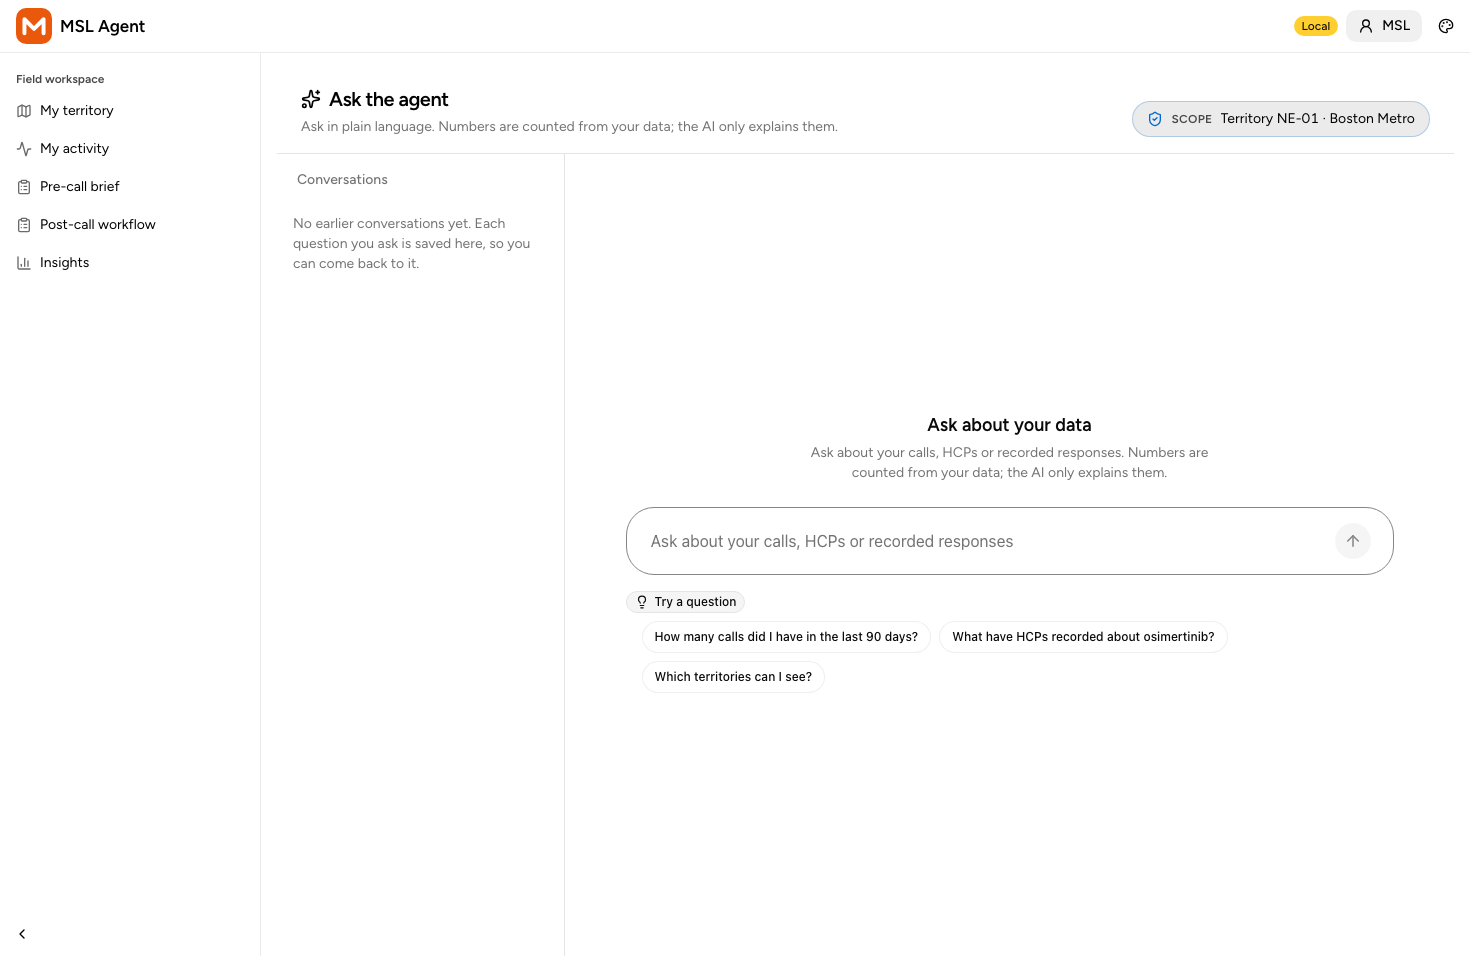 MSL Agent
Local
MSL
Field workspace
My territory
My activity
Pre-call brief
Post-call workflow
Insights
Ask the agent
Ask in plain language. Numbers are counted from your data; the AI only explains them.
SCOPE Territory NE-01 · Boston Metro
Conversations
No earlier conversations yet. Each
question you ask is saved here, so you
can come back to it.
Ask about your data
Ask about your calls, HCPs or recorded responses. Numbers are
counted from your data; the AI only explains them.
Ask about your calls, HCPs or recorded responses
Try a question
How many calls did I have in the last 90 days?
What have HCPs recorded about osimertinib?
Which territories can I see?